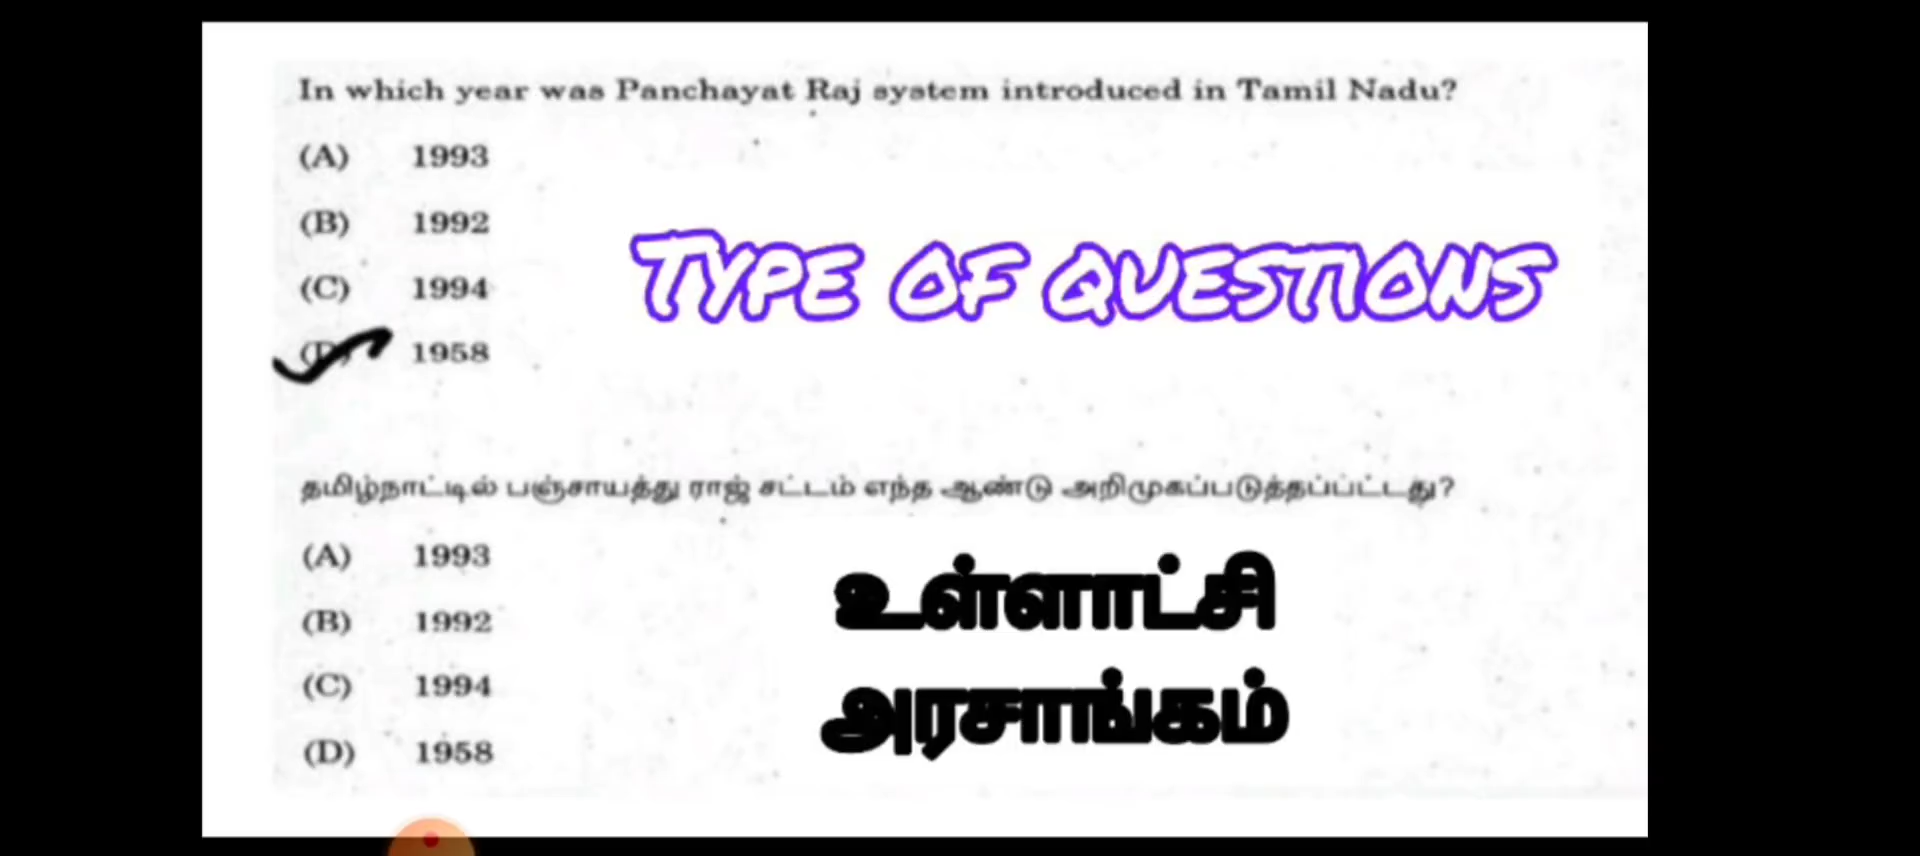 In which year was Panchayat Raj system introduced in Tamil Nadu?
(A) 1993
(B) 1992
(C) 1994
(D) 1958
TYPE OF QUESTIONS
தமிழ்நாட்டில் பஞ்சாயத்து ராஜ் சட்டம் எந்த ஆண்டு அறிமுகப்படுத்தப்ப்ட்டது?
(A) 1993
(B) 1992
(C) 1994
(D) 1958
உள்ளாட்சி
அரசாங்கம்